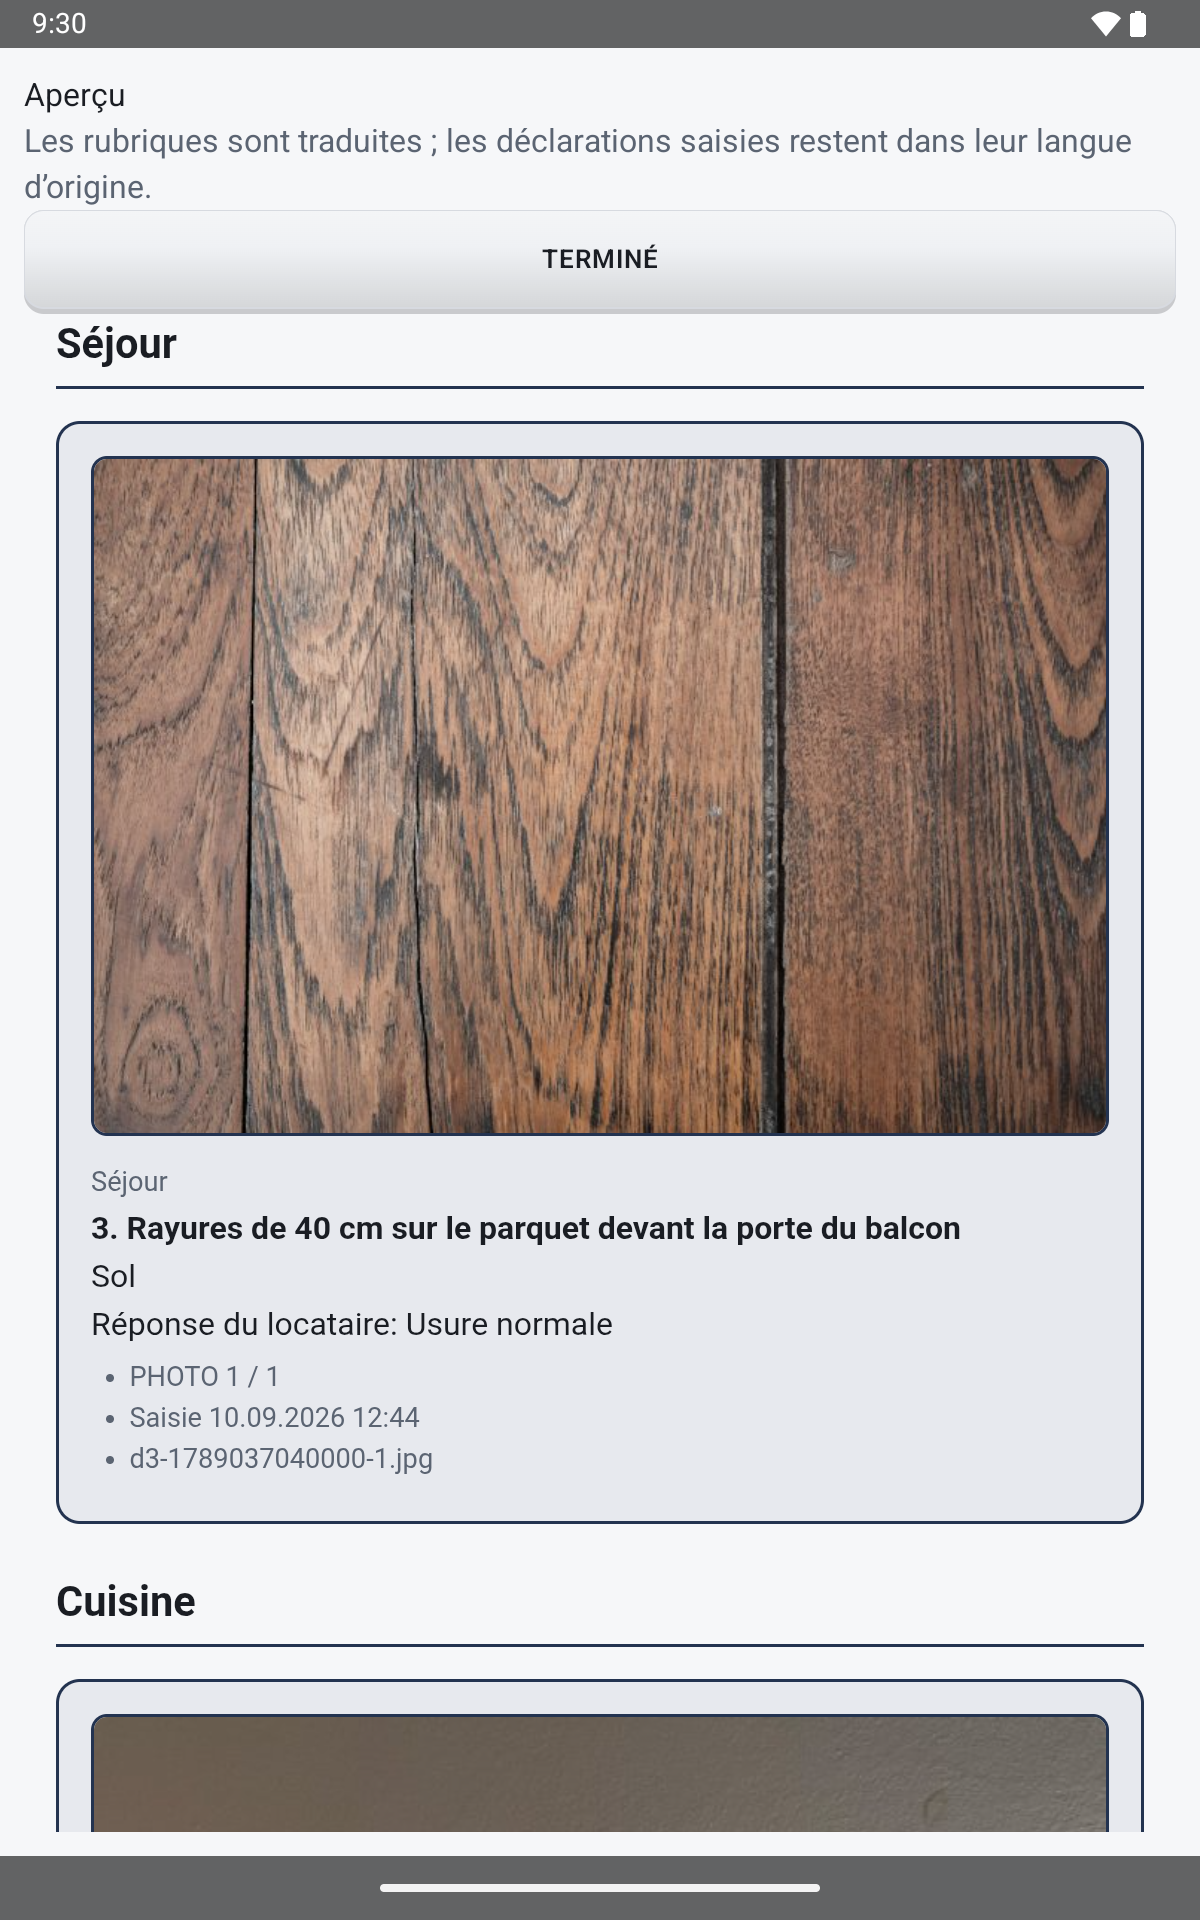 9:30
Aperçu
Les rubriques sont traduites ; les déclarations saisies restent dans leur langue
d’origine.
TERMINÉ
Séjour
Séjour
3. Rayures de 40 cm sur le parquet devant la porte du balcon
Sol
Réponse du locataire: Usure normale
• PHOTO 1 / 1
• Saisie 10.09.2026 12:44
• d3-1789037040000-1.jpg
Cuisine